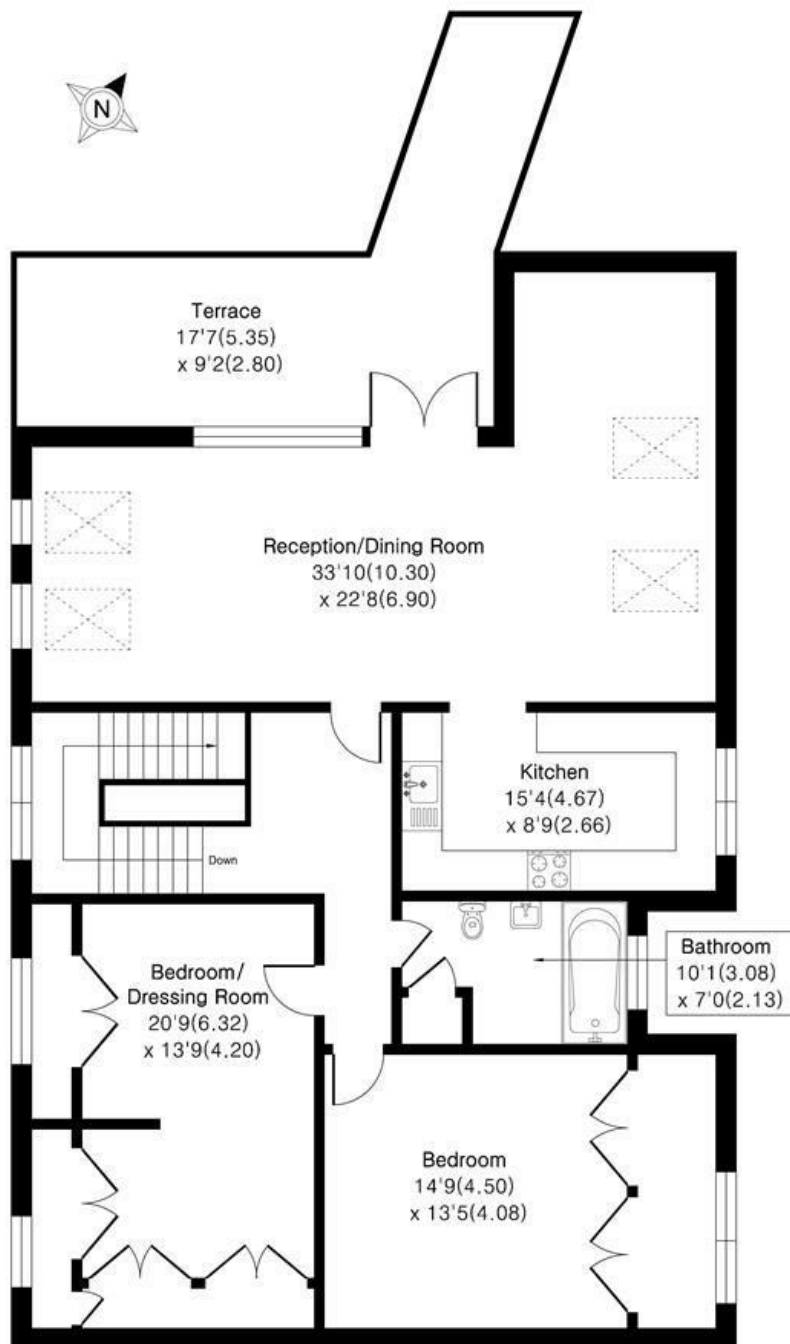 N
Terrace
17'7(5.35)
x 9'2(2.80)
Reception/Dining Room
33'10(10.30)
x 22'8(6.90)
Kitchen
15'4(4.67)
x 8'9(2.66)
Down
Bathroom
10'1(3.08)
x 7'0(2.13)
Bedroom/
Dressing Room
20'9(6.32)
x 13'9(4.20)
Bedroom
14'9(4.50)
x 13'5(4.08)